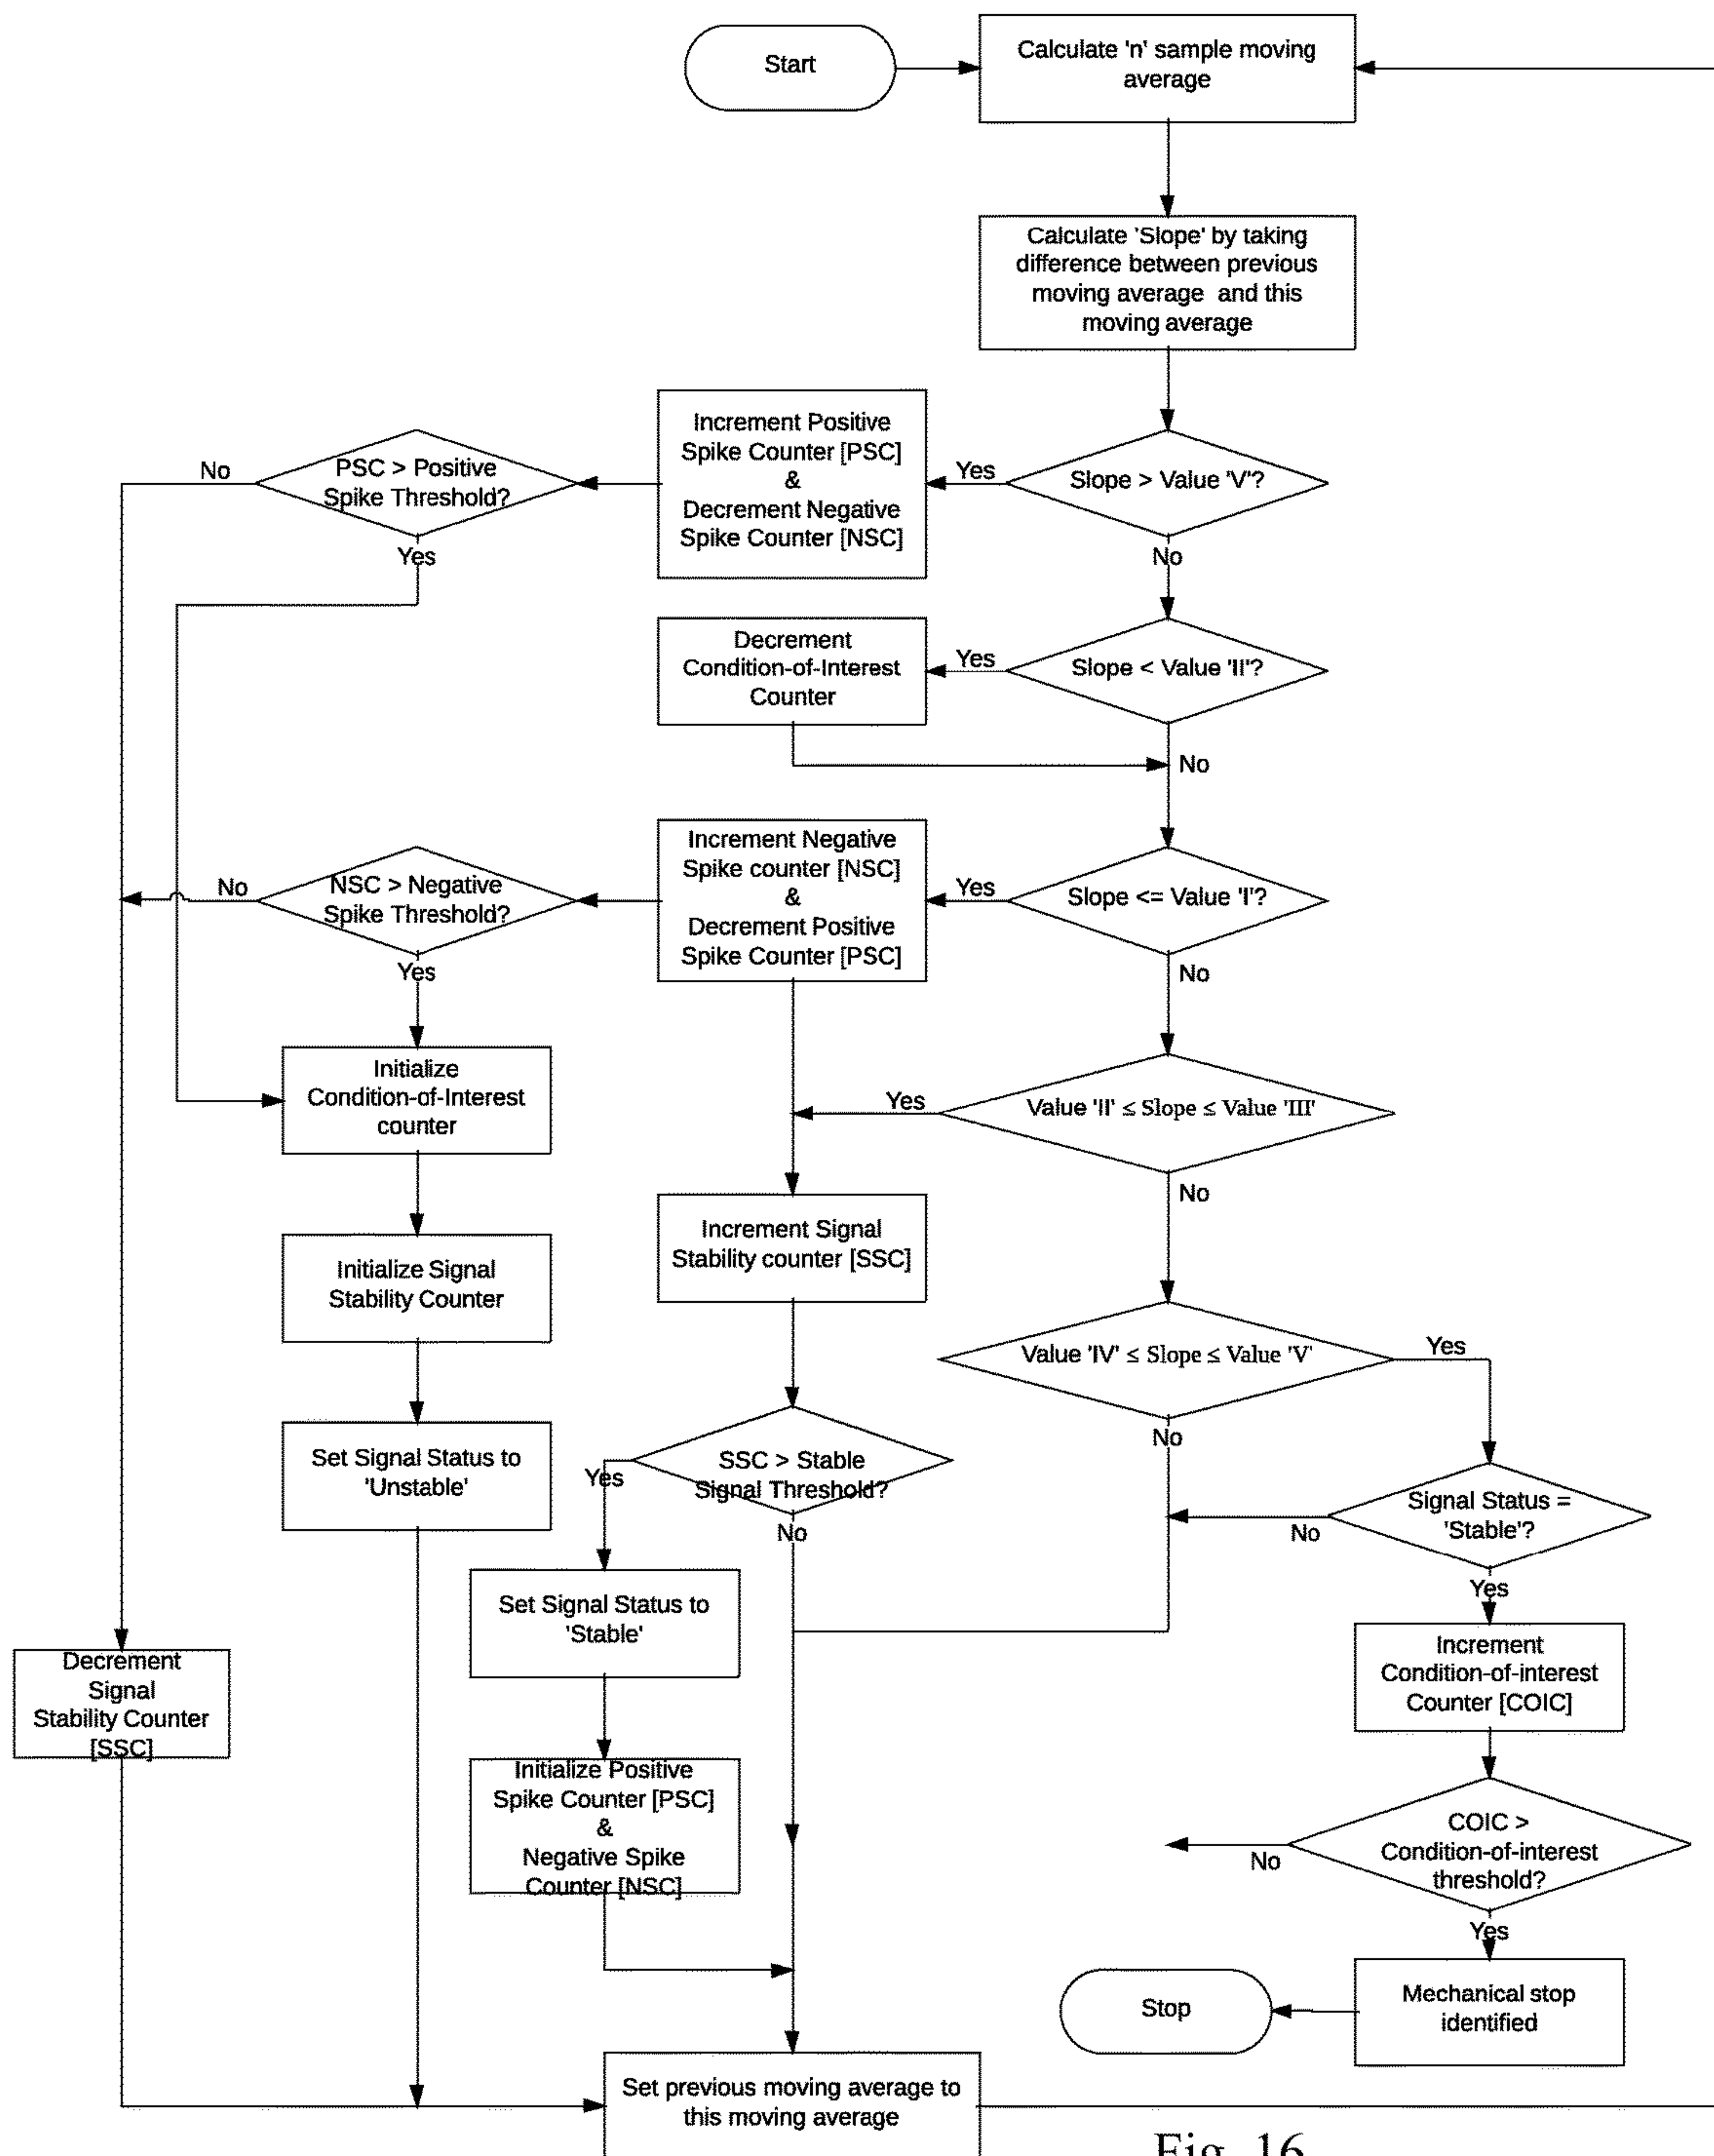 Start
Calculate 'n' sample moving
average
Calculate 'Slope' by taking
difference between previous
moving average and this
moving average
Slope > Value 'V'?
Yes
No
Increment Positive
Spike Counter [PSC]
&
Decrement Negative
Spike Counter [NSC]
PSC > Positive
Spike Threshold?
No
Yes
Slope < Value 'II'?
Yes
No
Decrement
Condition-of-Interest
Counter
Slope <= Value 'I'?
Yes
No
Increment Negative
Spike counter [NSC]
&
Decrement Positive
Spike Counter [PSC]
NSC > Negative
Spike Threshold?
No
Yes
Initialize
Condition-of-Interest
counter
Initialize Signal
Stability Counter
Set Signal Status to
'Unstable'
Value 'II' ≤ Slope ≤ Value 'III'
Yes
No
Increment Signal
Stability counter [SSC]
Value 'IV' ≤ Slope ≤ Value 'V'
Yes
No
SSC > Stable
Signal Threshold?
Yes
No
Signal Status =
'Stable'?
No
Yes
Set Signal Status to
'Stable'
Initialize Positive
Spike Counter [PSC]
&
Negative Spike
Counter [NSC]
Decrement
Signal
Stability Counter
[SSC]
Increment
Condition-of-interest
Counter [COIC]
COIC >
Condition-of-interest
threshold?
No
Yes
Mechanical stop
identified
Stop
Set previous moving average to
this moving average
Fig. 16